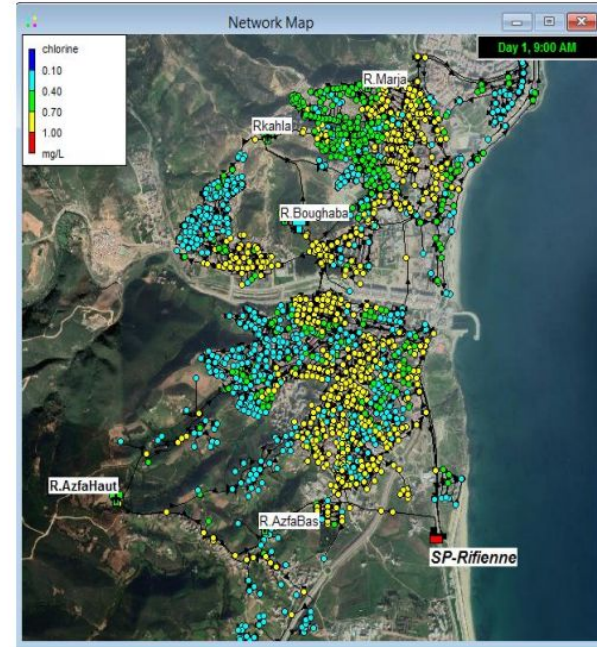 Network Map
Day 1, 9:00 AM
chlorine
0.10
0.40
0.70
1.00
mg/L
R.Marja
Rkahla
R.Boughaba
R.AzfaHaut
R.AzfaBas
SP-Rifienne